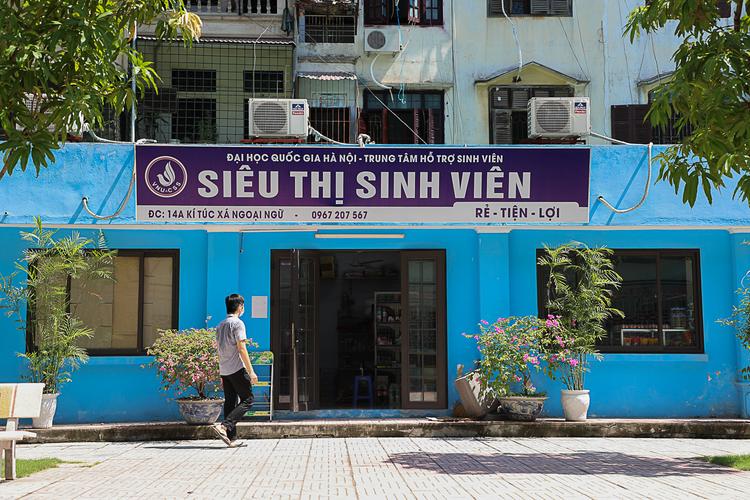 ĐẠI HỌC QUỐC GIA HÀ NỘI - TRUNG TÂM HỖ TRỢ SINH VIÊN
VNU-CSS
SIÊU THỊ SINH VIÊN
ĐC: 14A KÍ TÚC XÁ NGOẠI NGỮ - 0967 207 567
RẺ - TIỆN - LỢI